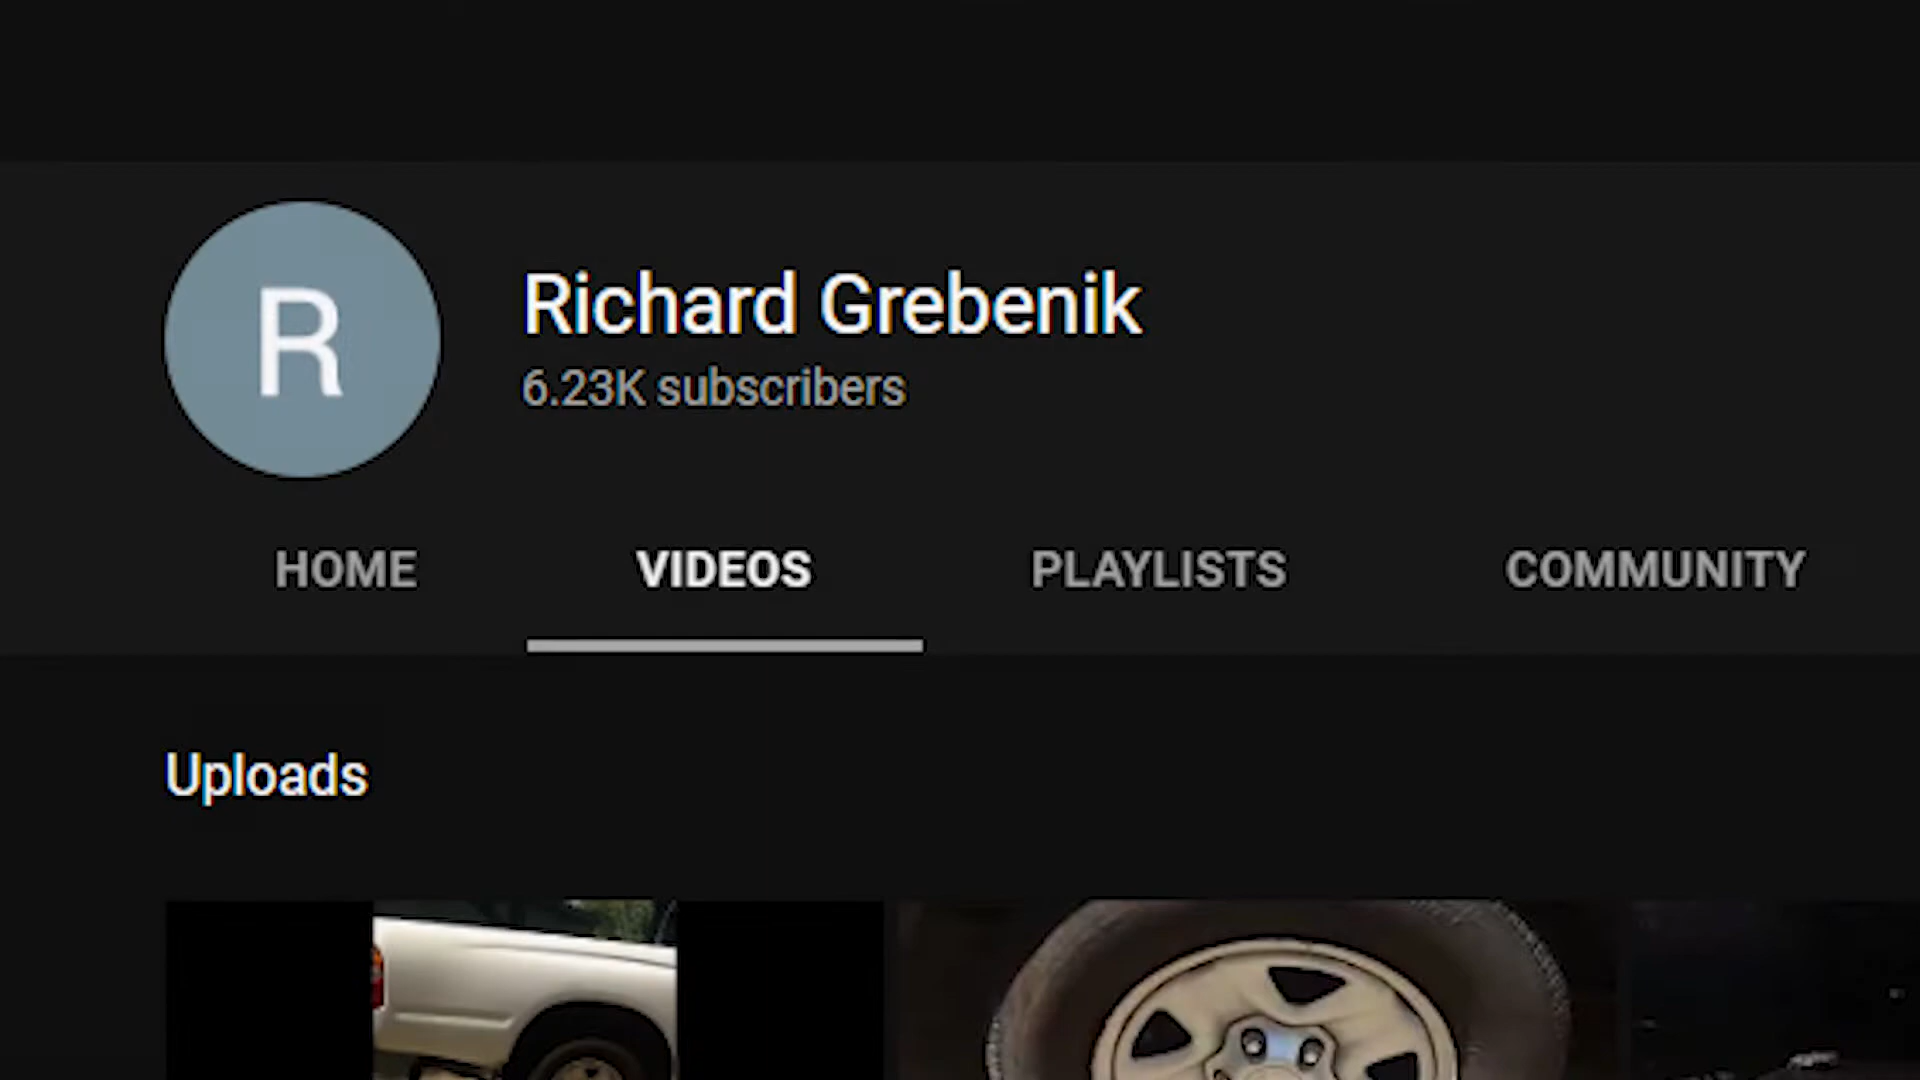 R
Richard Grebenik
6.23K subscribers
HOME VIDEOS PLAYLISTS COMMUNITY
Uploads